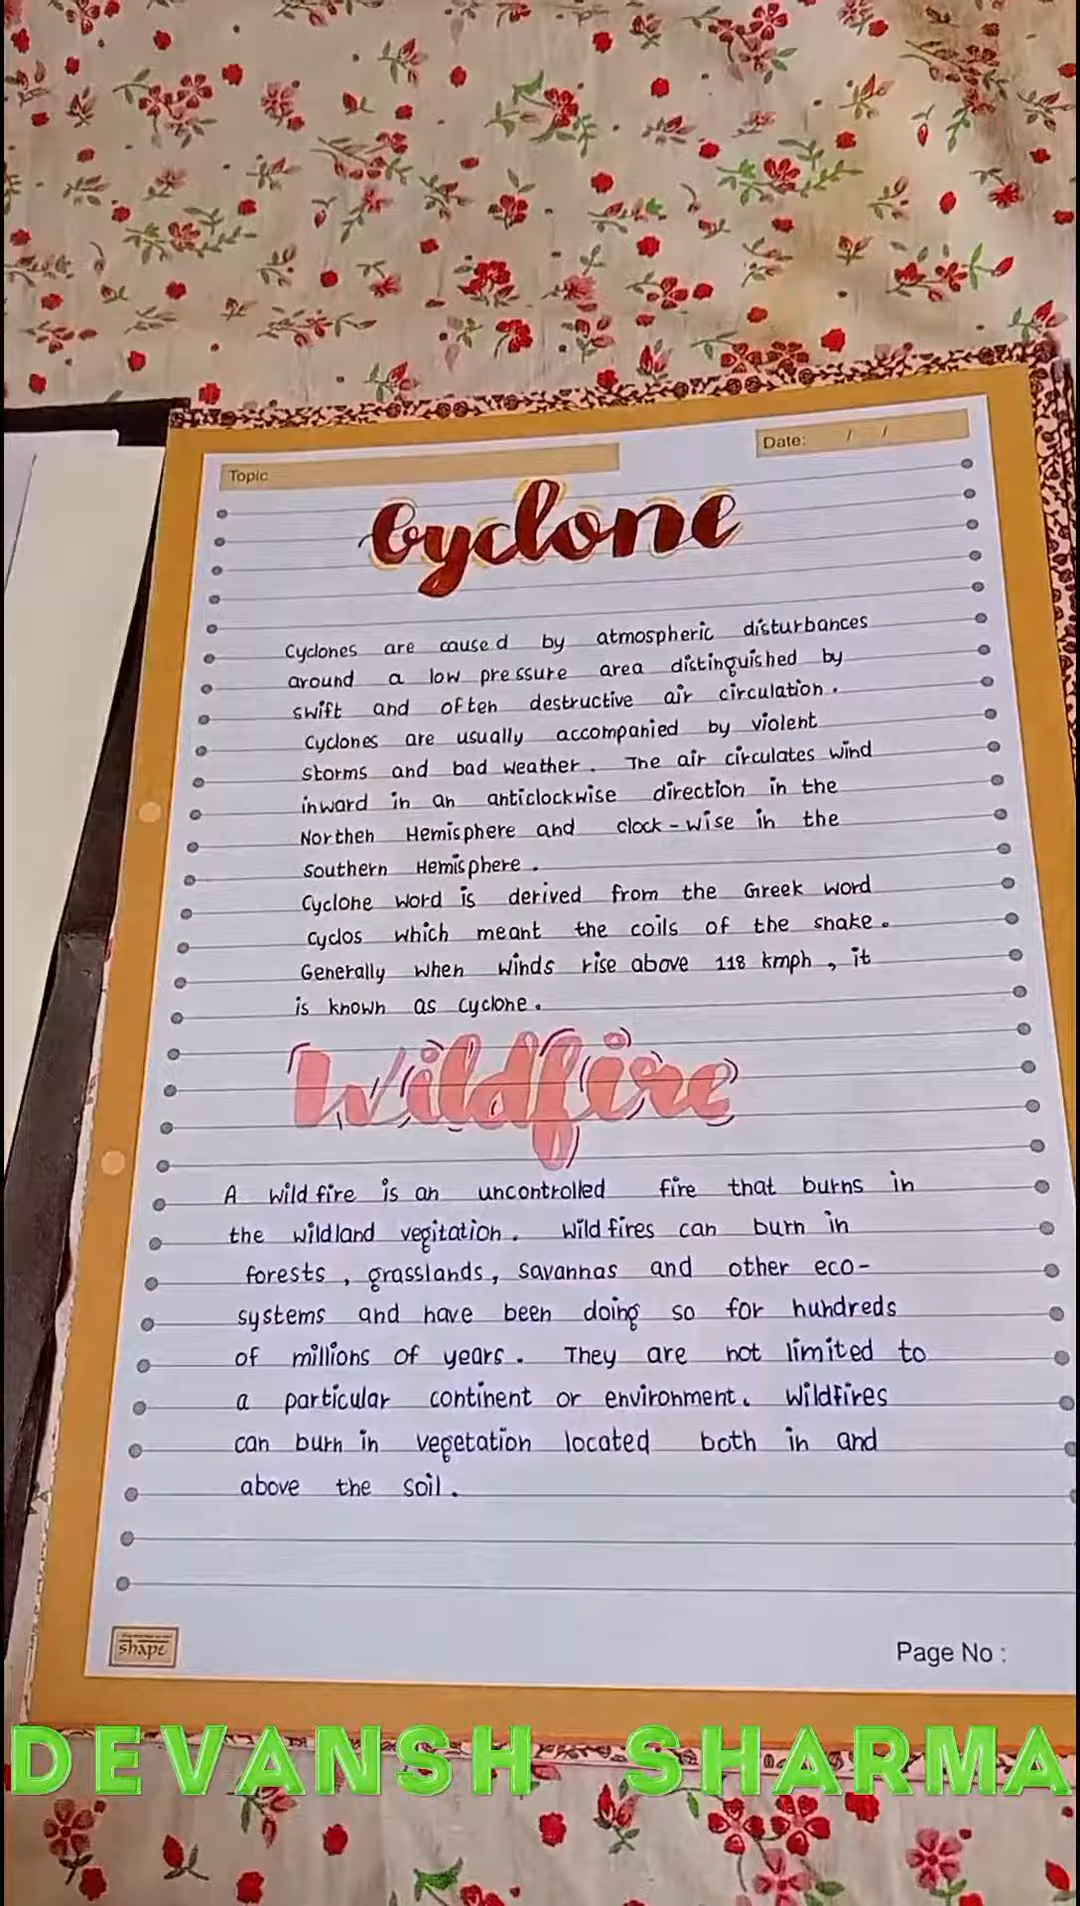 Topic
Date: / /
Cyclone
Cyclones are caused by atmospheric disturbances
around a low pressure area distinguished by
swift and often destructive air circulation.
Cyclones are usually accompanied by violent
storms and bad weather. The air circulates wind
inward in an anticlockwise direction in the
Northen Hemisphere and clock-wise in the
Southern Hemisphere.
Cyclone word is derived from the Greek word
Cyclos which meant the coils of the snake.
Generally when winds rise above 118 kmph, it
is known as cyclone.
Wildfire
A wildfire is an uncontrolled fire that burns in
the wildland vegitation. Wildfires can burn in
forests, grasslands, savannas and other eco-
systems and have been doing so for hundreds
of millions of years. They are not limited to
a particular continent or environment. Wildfires
can burn in vegetation located both in and
above the soil.
shape
Page No :
DEVANSH SHARMA